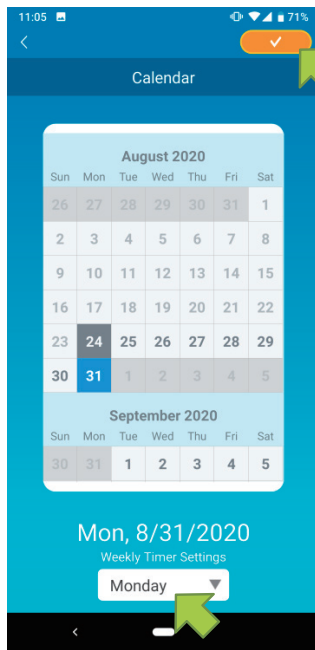 11:05 71%
Calendar
August 2020
Sun Mon Tue Wed Thu Fri Sat
26 27 28 29 30 31 1
2 3 4 5 6 7 8
9 10 11 12 13 14 15
16 17 18 19 20 21 22
23 24 25 26 27 28 29
30 31 1 2 3 4 5
September 2020
Sun Mon Tue Wed Thu Fri Sat
30 31 1 2 3 4 5
Mon, 8/31/2020
Weekly Timer Settings
Monday